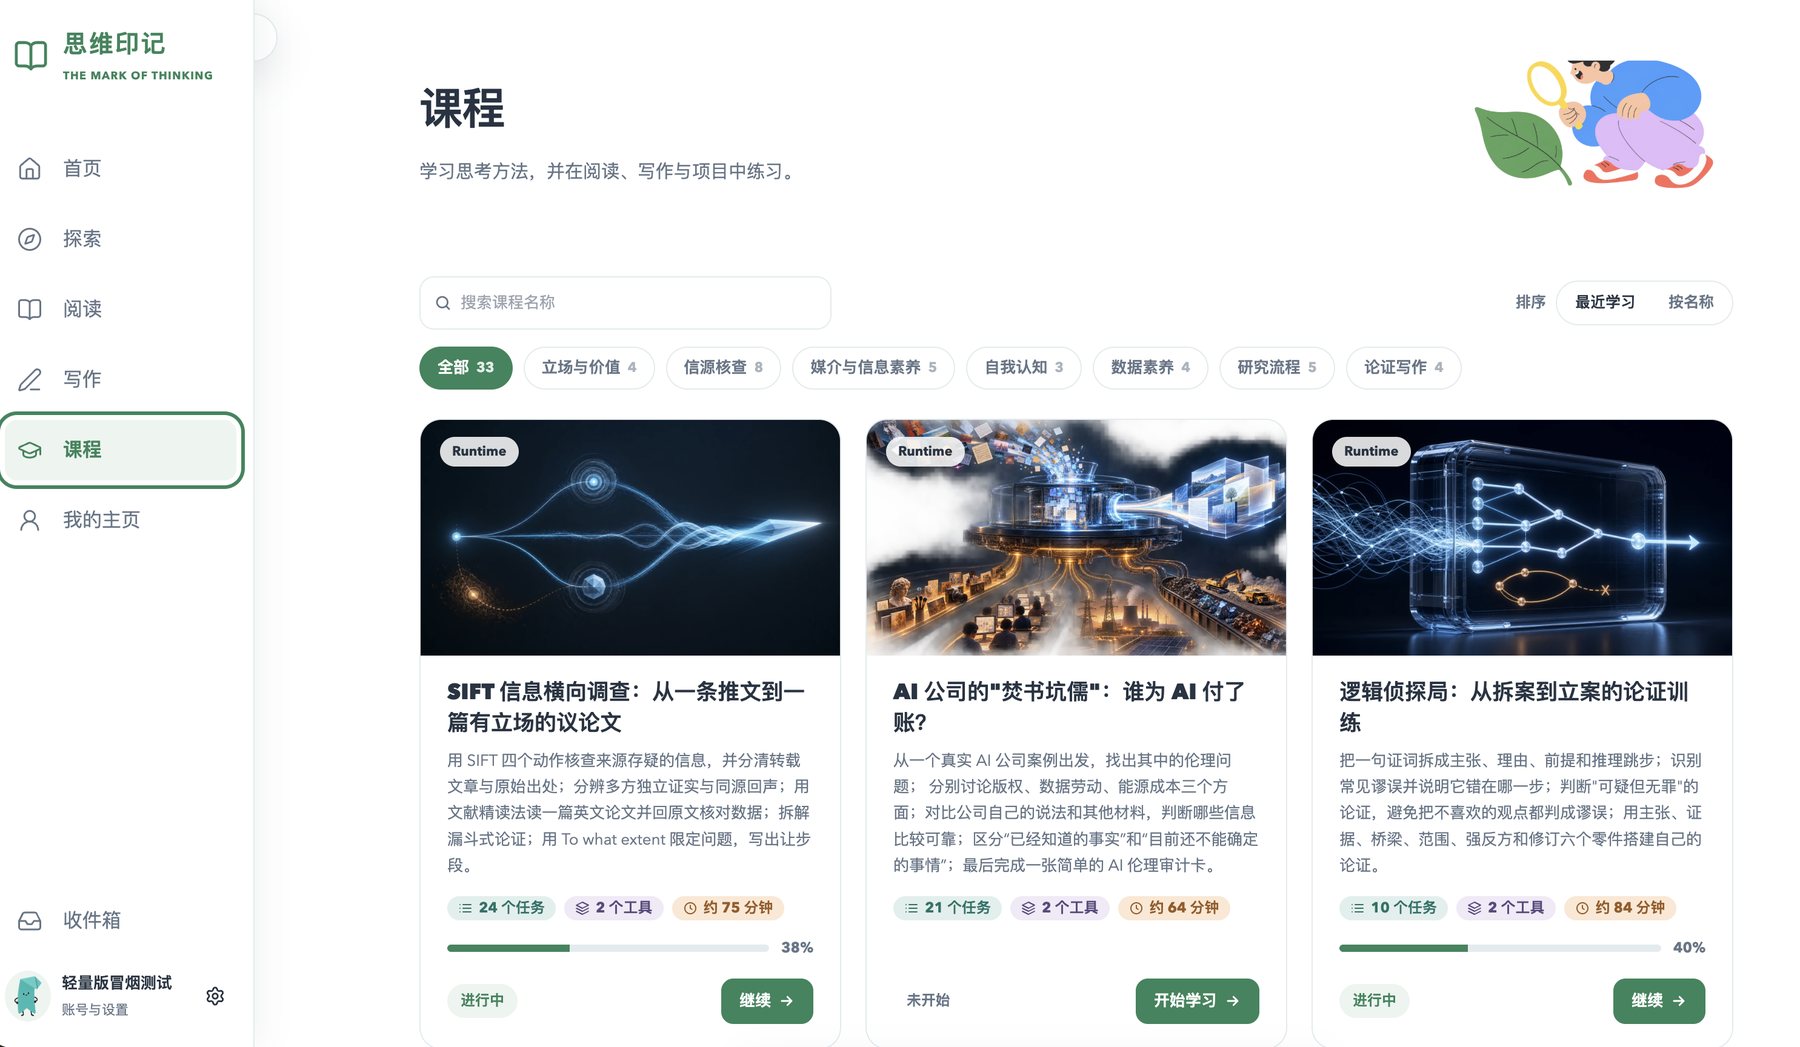 思维印记
THE MARK OF THINKING
首页
探索
阅读
写作
课程
我的主页
收件箱
轻量版冒烟测试
账号与设置
课程
学习思考方法，并在阅读、写作与项目中练习。
搜索课程名称
排序 最近学习 按名称
全部 33 立场与价值 4 信源核查 8 媒介与信息素养 5 自我认知 3 数据素养 4 研究流程 5 论证写作 4
Runtime
SIFT 信息横向调查：从一条推文到一
篇有立场的议论文
用 SIFT 四个动作核查来源存疑的信息，并分清转载
文章与原始出处；分辨多方独立证实与同源回声；用
文献精读法读一篇英文论文并回原文核对数据；拆解
漏斗式论证；用 To what extent 限定问题，写出让步
段。
24 个任务 2 个工具 约 75 分钟
38%
进行中 继续 →
Runtime
AI 公司的"焚书坑儒"：谁为 AI 付了
账？
从一个真实 AI 公司案例出发，找出其中的伦理问
题； 分别讨论版权、数据劳动、能源成本三个方
面；对比公司自己的说法和其他材料，判断哪些信息
比较可靠；区分“已经知道的事实”和“目前还不能确定
的事情”；最后完成一张简单的 AI 伦理审计卡。
21 个任务 2 个工具 约 64 分钟
未开始 开始学习 →
Runtime
逻辑侦探局：从拆案到立案的论证训
练
把一句证词拆成主张、理由、前提和推理跳步；识别
常见谬误并说明它错在哪一步；判断"可疑但无罪"的
论证，避免把不喜欢的观点都判成谬误；用主张、证
据、桥梁、范围、强反方和修订六个零件搭建自己的
论证。
10 个任务 2 个工具 约 84 分钟
40%
进行中 继续 →